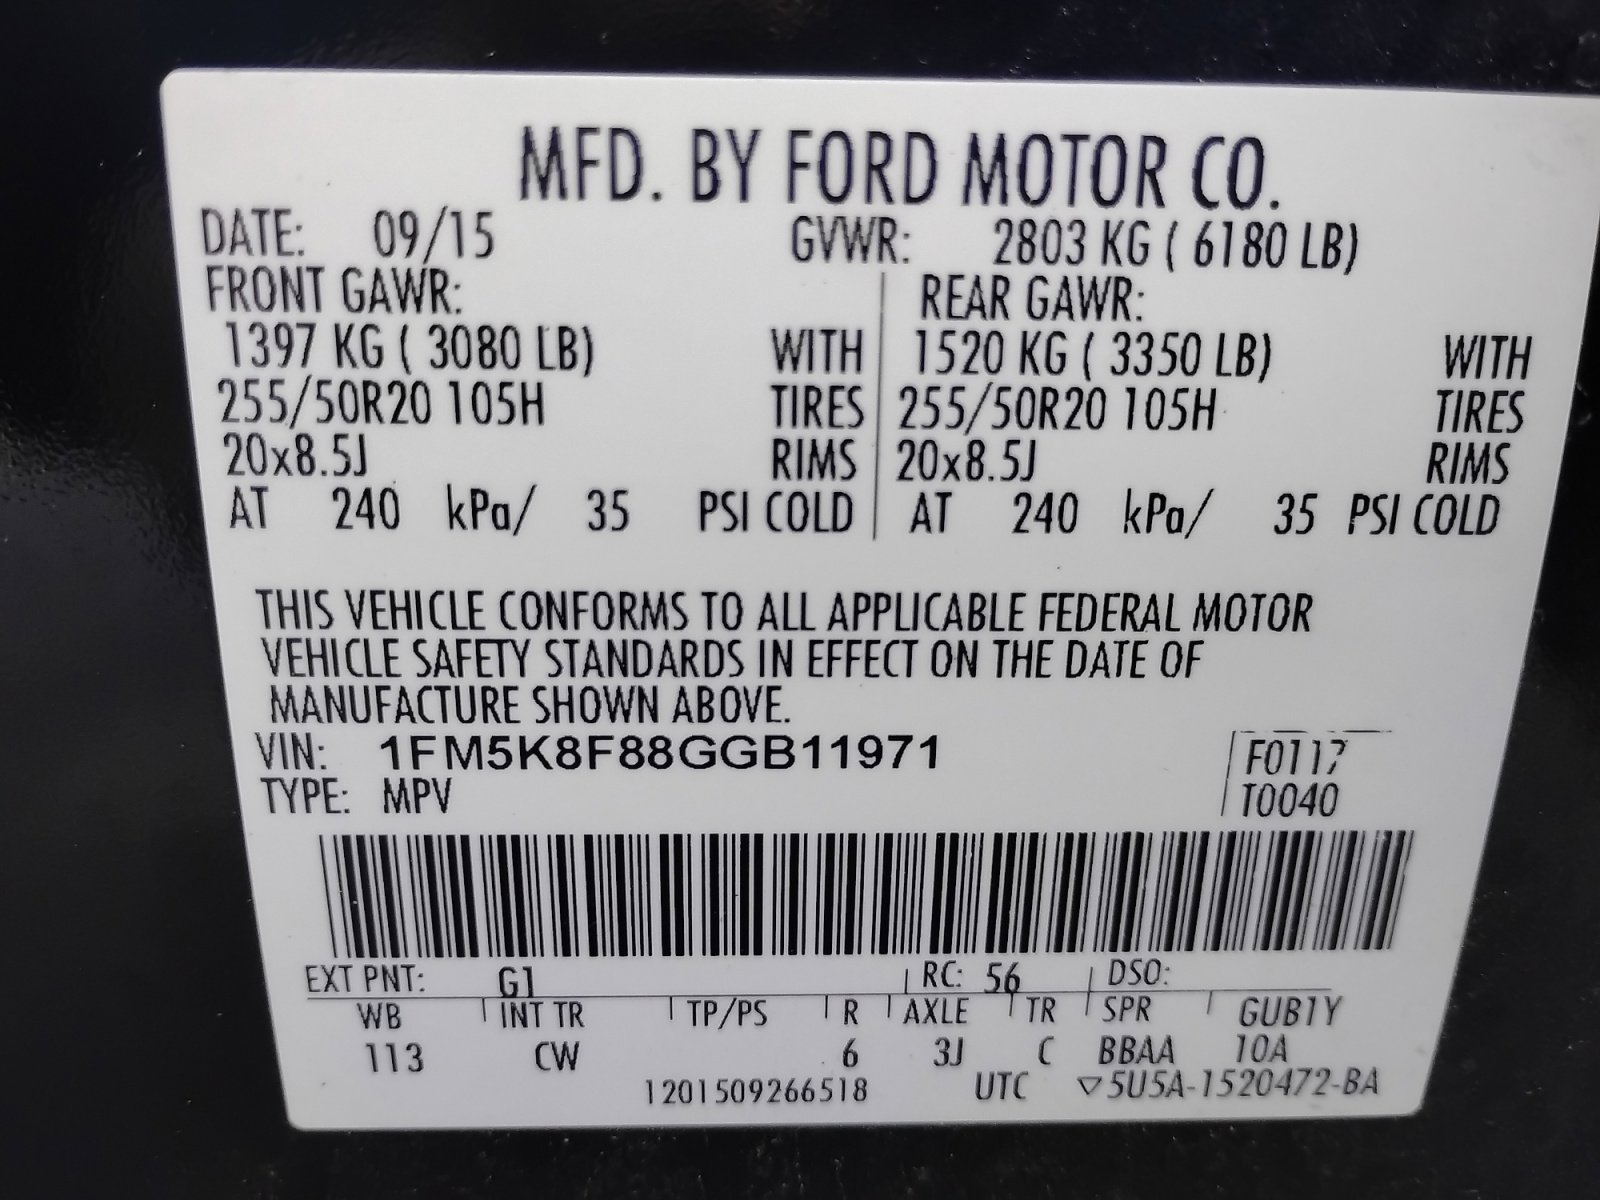 MFD. BY FORD MOTOR CO.
DATE: 09/15 GVWR: 2803 KG ( 6180 LB)
FRONT GAWR: REAR GAWR:
1397 KG ( 3080 LB) WITH 1520 KG ( 3350 LB) WITH
255/50R20 105H TIRES 255/50R20 105H TIRES
20x8.5J RIMS 20x8.5J RIMS
AT 240 kPa/ 35 PSI COLD AT 240 kPa/ 35 PSI COLD
THIS VEHICLE CONFORMS TO ALL APPLICABLE FEDERAL MOTOR
VEHICLE SAFETY STANDARDS IN EFFECT ON THE DATE OF
MANUFACTURE SHOWN ABOVE.
VIN: 1FM5K8F88GGB11971 F0117
TYPE: MPV T0040
EXT PNT: G1 RC: 56 DSO:
WB INT TR TP/PS R AXLE TR SPR GUB1Y
113 CW 6 3J C BBAA 10A
1201509266518 UTC ▽5U5A-1520472-BA